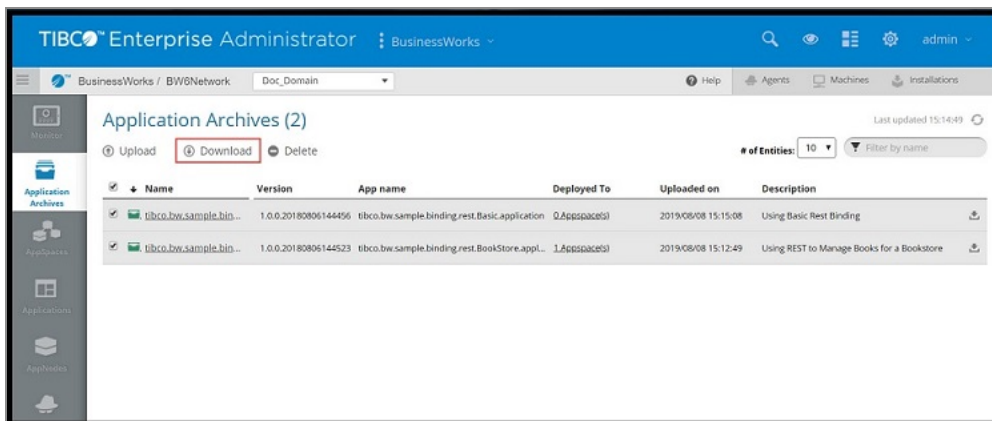 TIBCO™ Enterprise Administrator BusinessWorks admin
BusinessWorks / BW6Network Doc_Domain Help Agents Machines Installations
Monitor
Application Archives (2) Last updated 15:14:49
Upload Download Delete # of Entities: 10 Filter by name
Application
Archives
Name Version App name Deployed To Uploaded on Description
tibco.bw.sample.bin... 1.0.0.20180806144456 tibco.bw.sample.binding.rest.Basic.application 0 Appspace(s) 2019/08/08 15:15:08 Using Basic Rest Binding
AppSpaces
tibco.bw.sample.bin... 1.0.0.20180806144523 tibco.bw.sample.binding.rest.BookStore.appl... 1 Appspace(s) 2019/08/08 15:12:49 Using REST to Manage Books for a Bookstore
Applications
AppNodes